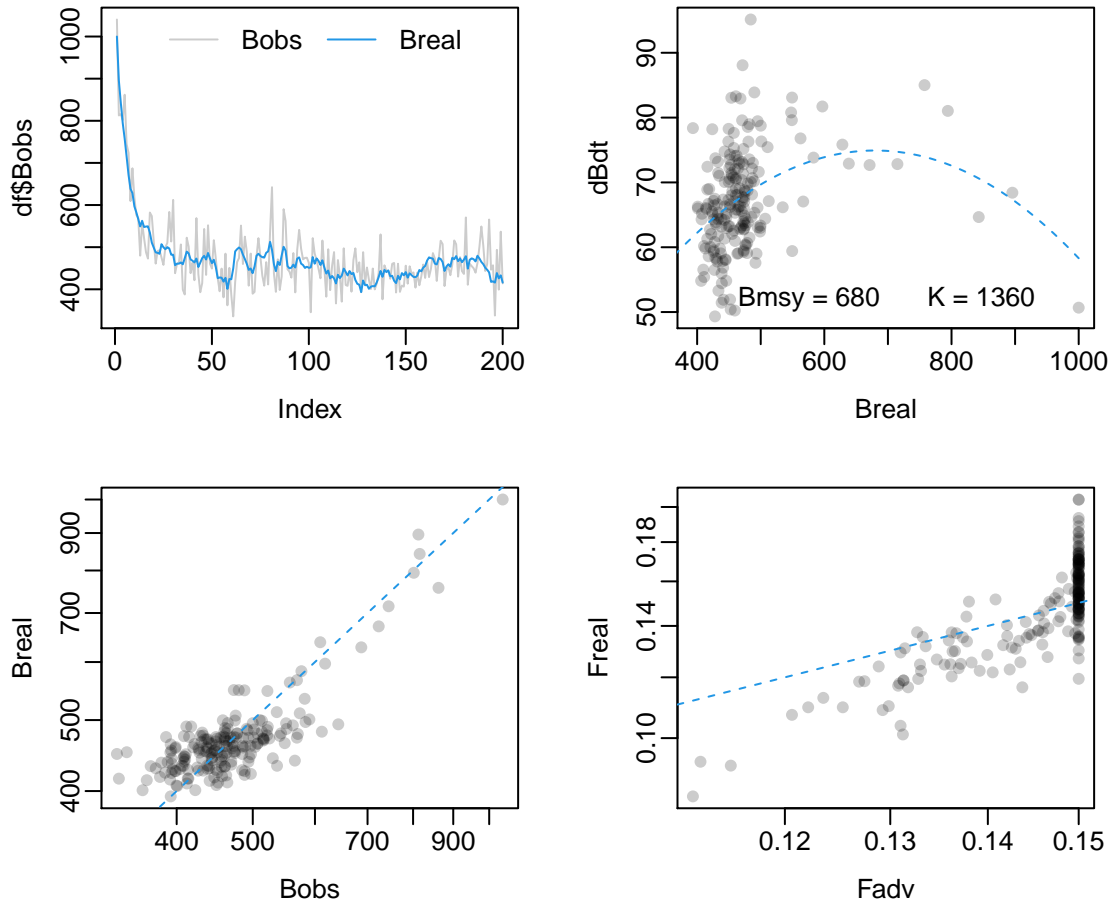 Bobs Breal
1000
800
600
400
df$Bobs
0 50 100 150 200
Index
90
80
70
60
50
dBdt
Bmsy = 680 K = 1360
400 600 800 1000
Breal
900
700
500
400
Breal
400 500 700 900
Bobs
0.18
0.14
0.10
Freal
0.12 0.13 0.14 0.15
Fadv